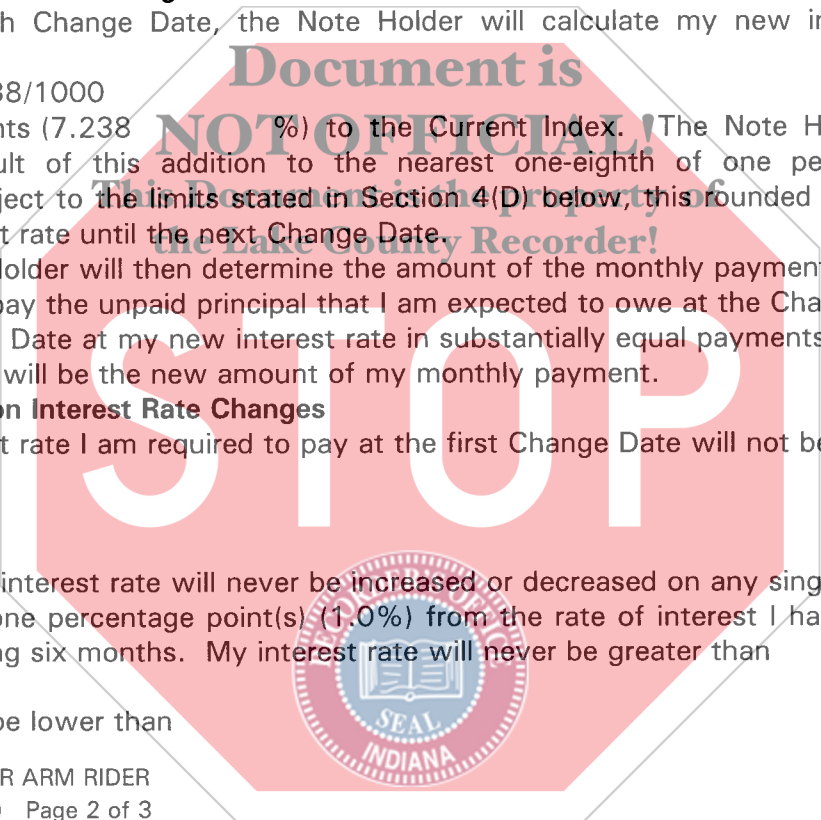 h Change Date, the Note Holder will calculate my new in
Document is
38/1000
nts (7.238 %) to the Current Index. The Note H
NOT OFFICIAL!
ult of this addition to the nearest one-eighth of one pe
ject to the limits stated in Section 4(D) below, this rounded
This Document is the property of
t rate until the next Change Date.
the Lake County Recorder!
Holder will then determine the amount of the monthly payment
pay the unpaid principal that I am expected to owe at the Cha
Date at my new interest rate in substantially equal payments
will be the new amount of my monthly payment.
on Interest Rate Changes
t rate I am required to pay at the first Change Date will not be
STOP
interest rate will never be increased or decreased on any sing
one percentage point(s) (1.0%) from the rate of interest I ha
ng six months. My interest rate will never be greater than
be lower than
SEAL
INDIANA
R ARM RIDER
Page 2 of 3